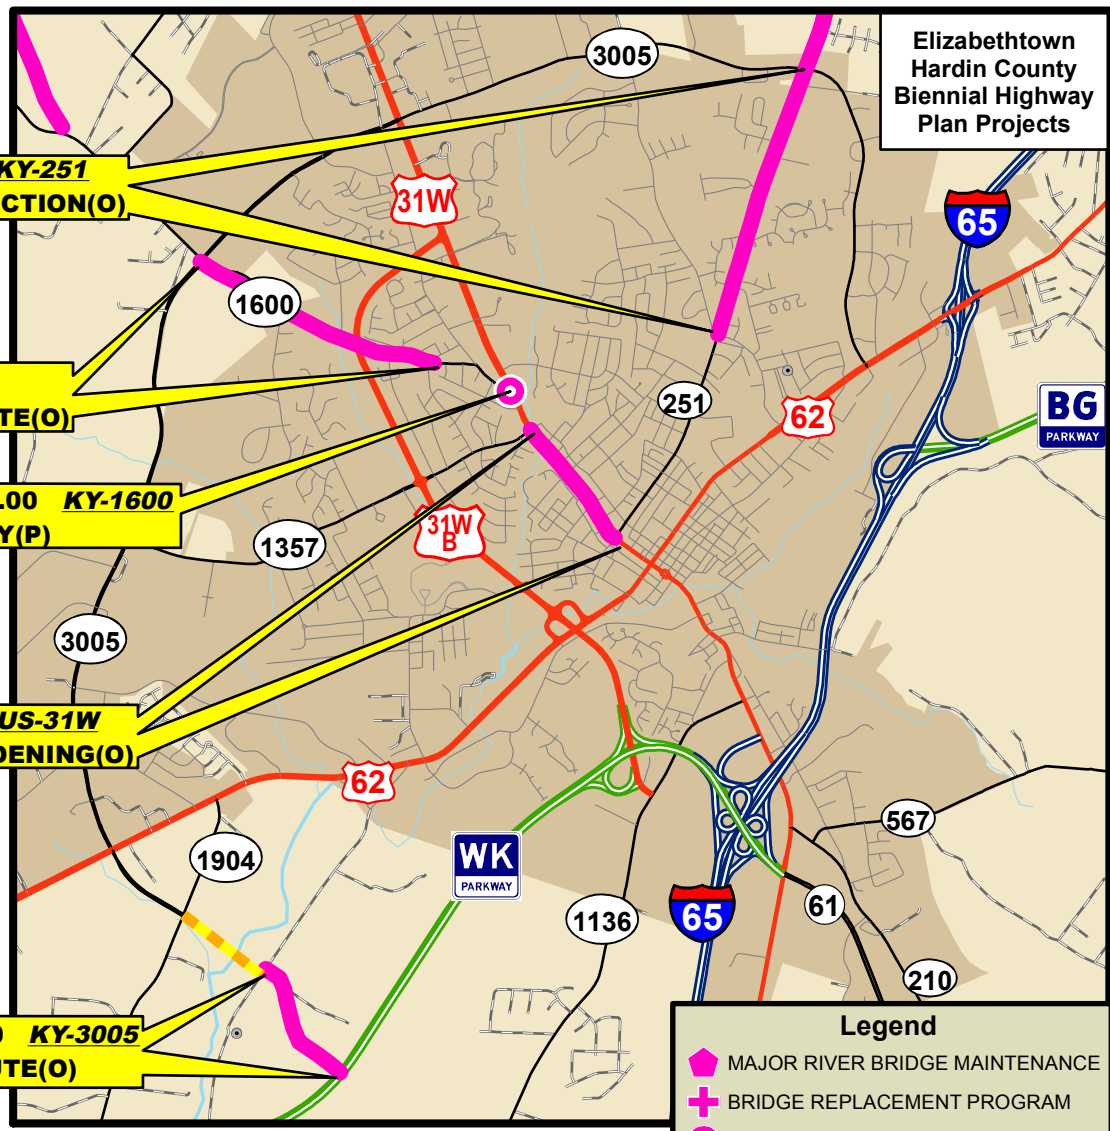 Elizabethtown
Hardin County
Biennial Highway
Plan Projects
3005
KY-251
CTION(O)
31W
65
1600
TE(O)
251
62
BG
PARKWAY
.00 KY-1600
Y(P)
31W
B
1357
3005
US-31W
DENING(O)
62
567
1904
WK
PARKWAY
1136
65
61
210
KY-3005
UTE(O)
Legend
MAJOR RIVER BRIDGE MAINTENANCE
BRIDGE REPLACEMENT PROGRAM